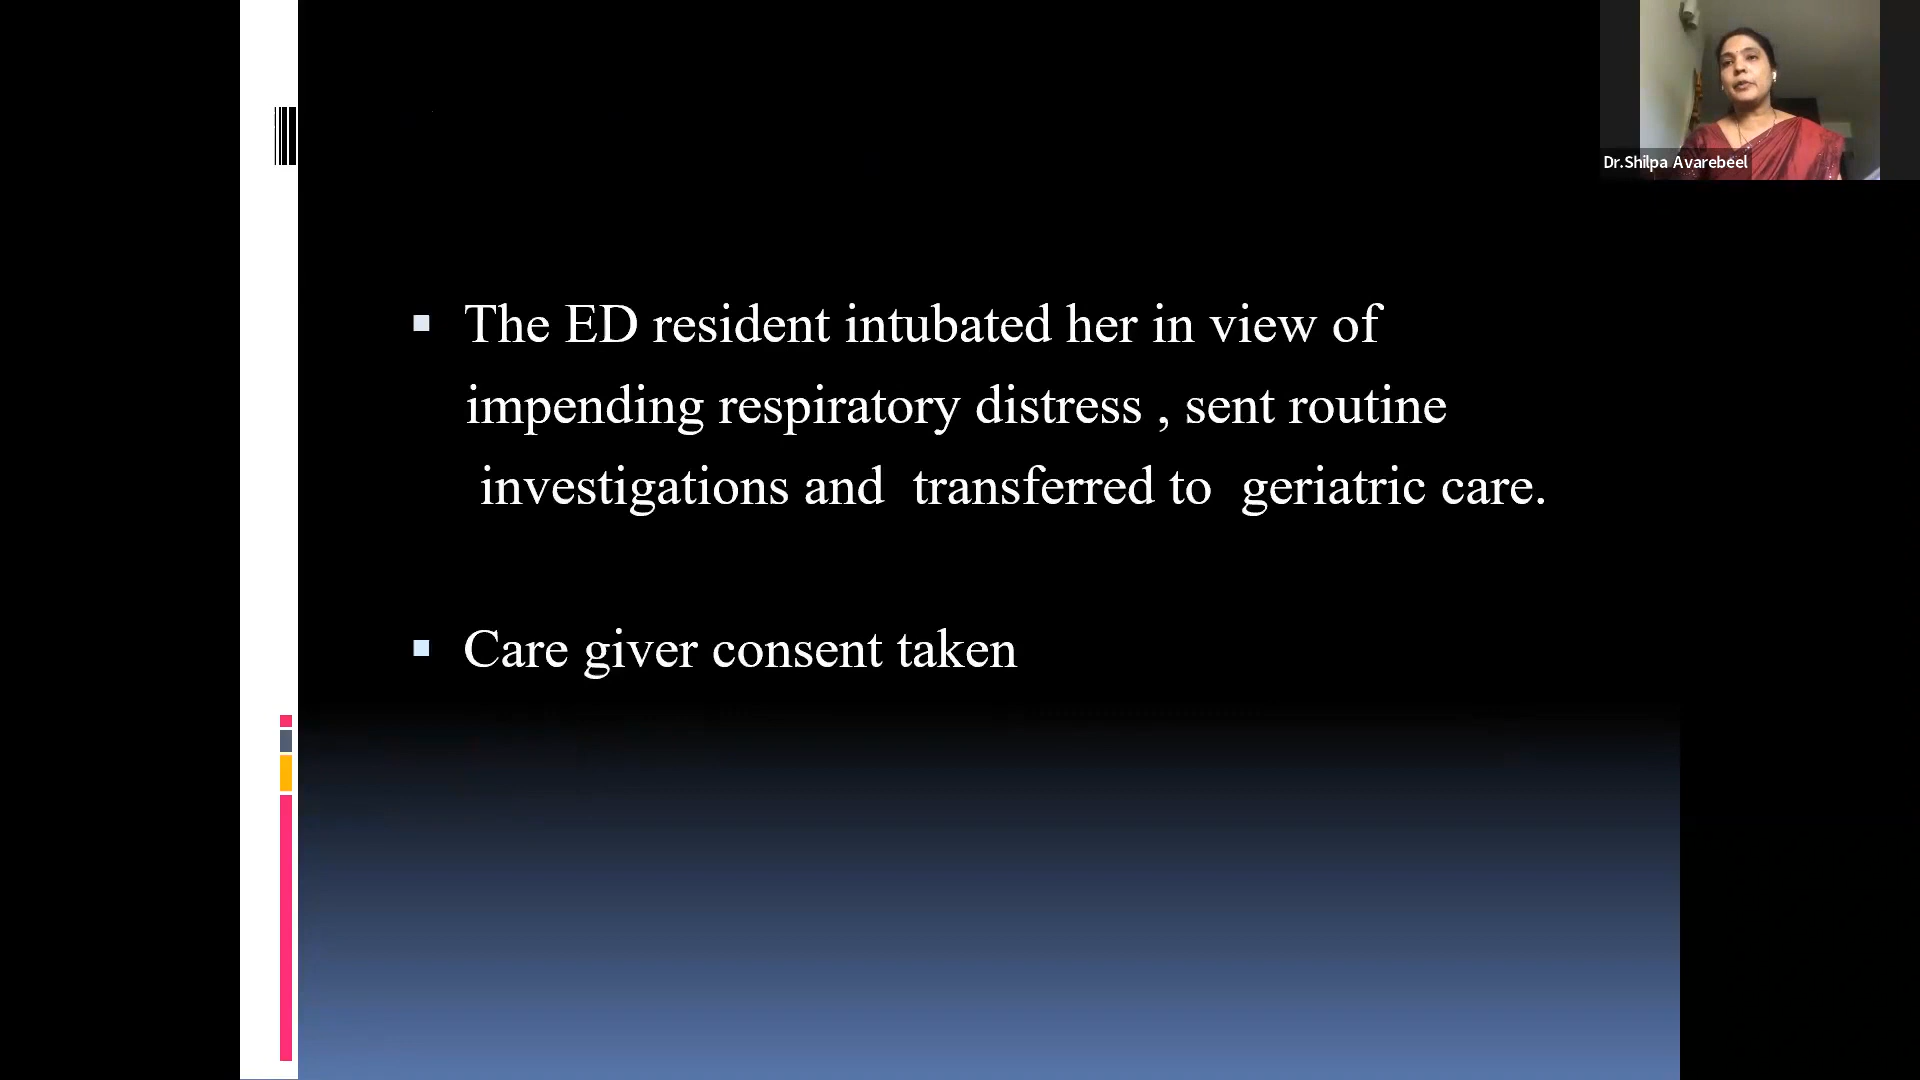 Dr.Shilpa Avarebeel
The ED resident intubated her in view of
impending respiratory distress , sent routine
investigations and transferred to geriatric care.
Care giver consent taken